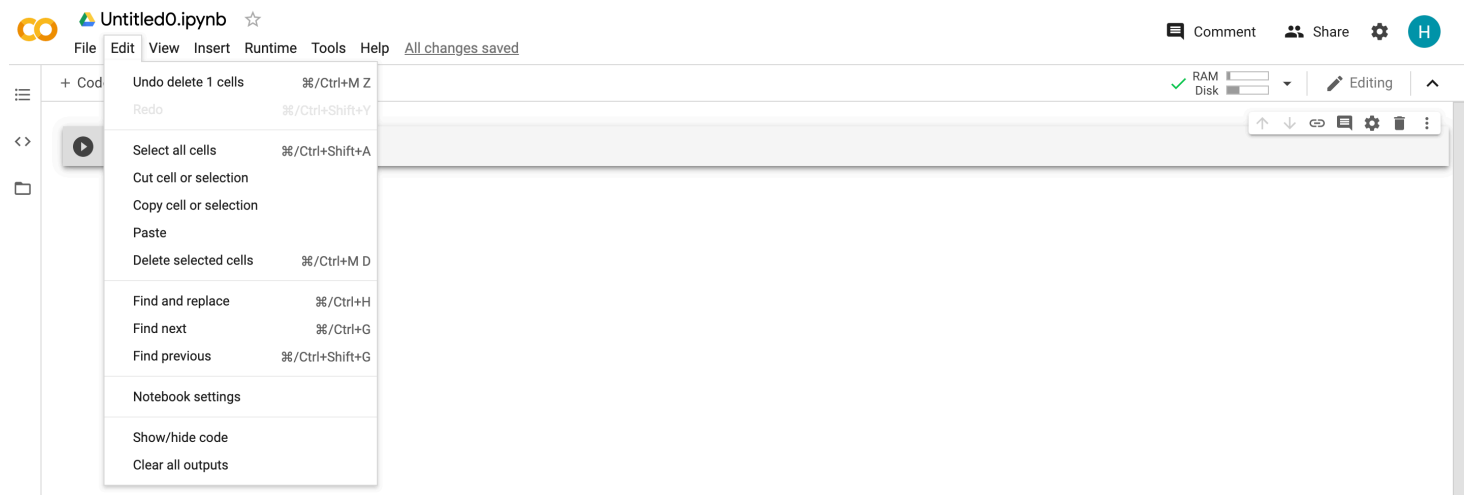 Untitled0.ipynb
File Edit View Insert Runtime Tools Help All changes saved
Comment Share H
+ Cod
RAM
Disk
Editing
Undo delete 1 cells ⌘/Ctrl+M Z
Redo ⌘/Ctrl+Shift+Y
Select all cells ⌘/Ctrl+Shift+A
Cut cell or selection
Copy cell or selection
Paste
Delete selected cells ⌘/Ctrl+M D
Find and replace ⌘/Ctrl+H
Find next ⌘/Ctrl+G
Find previous ⌘/Ctrl+Shift+G
Notebook settings
Show/hide code
Clear all outputs